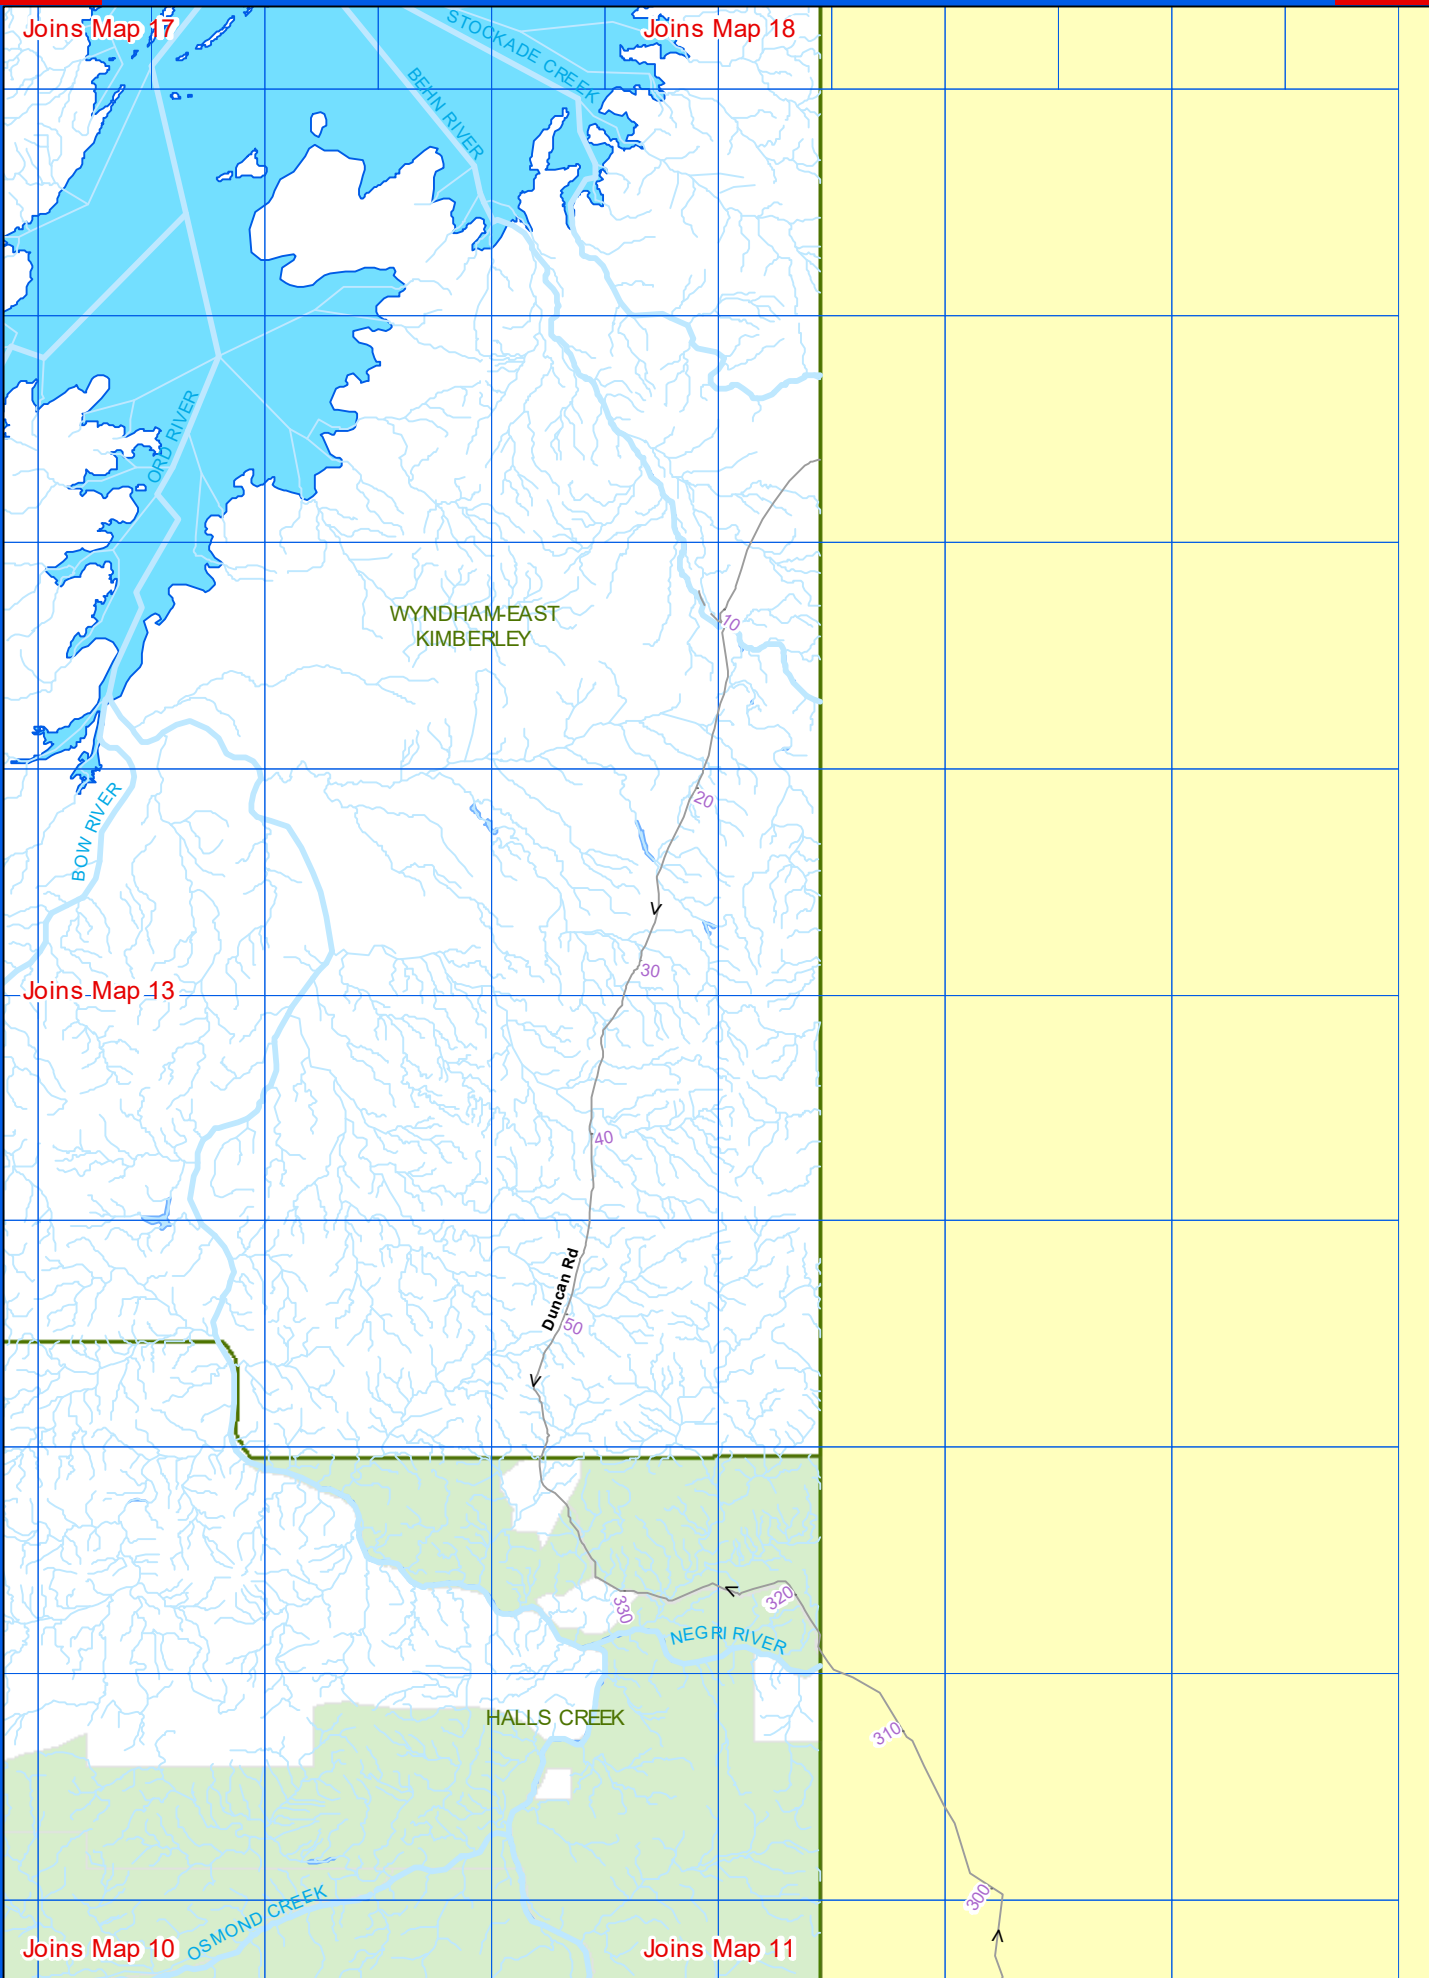 Joins Map 17
STOCKADE CREEK
Joins Map 18
BEHN RIVER
ORD RIVER
WYNDHAM-EAST
KIMBERLEY
10
20
BOW RIVER
30
Joins Map 13
40
Duncan Rd
50
320
330
NEGRI RIVER
HALLS CREEK
310
300
OSMOND CREEK
Joins Map 10
Joins Map 11